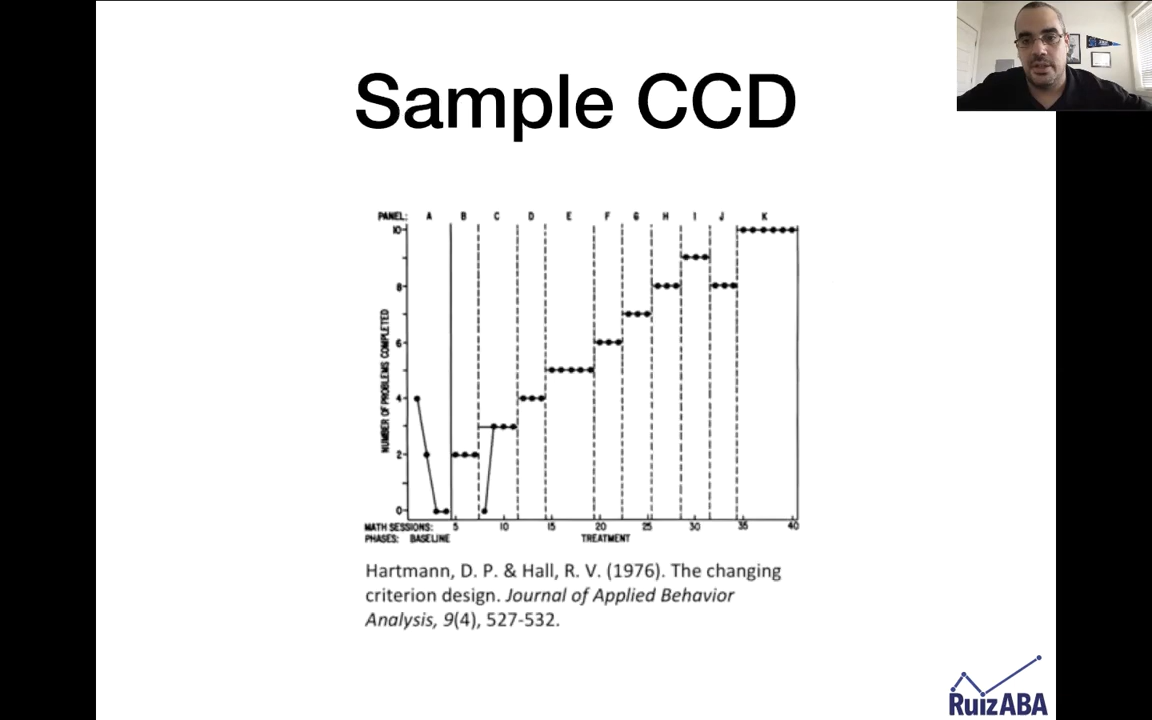 Sample CCD
PANEL: A B C D E F G H I J K
10
8
6
4
2
0
NUMBER OF PROBLEMS COMPLETED
MATH SESSIONS: 5 10 15 20 25 30 35 40
PHASES: BASELINE TREATMENT
Hartmann, D. P. & Hall, R. V. (1976). The changing
criterion design. Journal of Applied Behavior
Analysis, 9(4), 527-532.
RuizABA